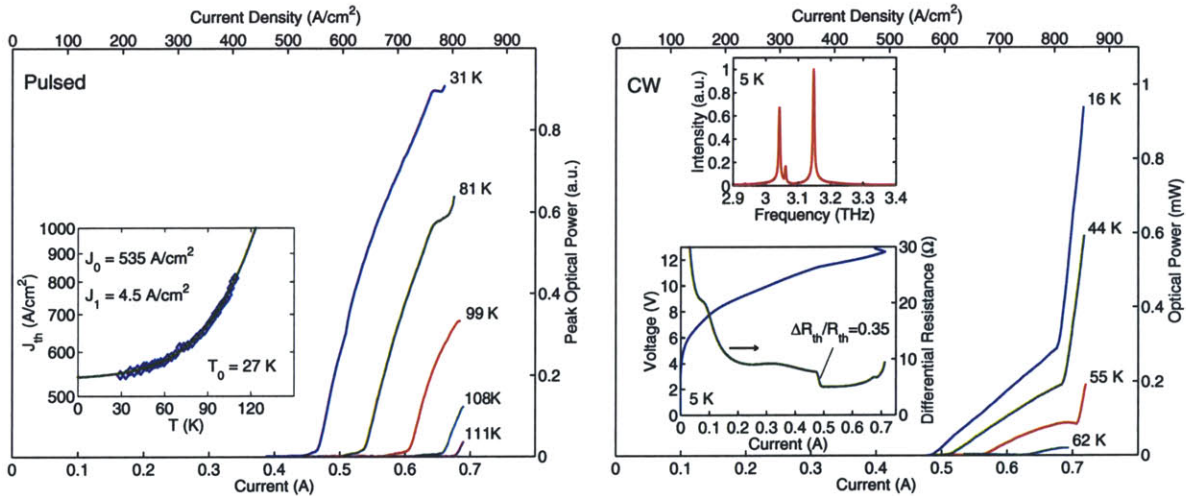 Current Density (A/cm²)
0 100 200 300 400 500 600 700 800
Pulsed
31 K
81 K
99 K
108K
111K
0.8
0.6
0.4
0.2
0
Peak Optical Power (a.u.)
1000
900
800
700
600
500
J_th (A/cm²)
J_0 = 535 A/cm²
J_1 = 4.5 A/cm²
T_0 = 27 K
0 30 60 90 120
T (K)
0 0.1 0.2 0.3 0.4 0.5 0.6 0.7
Current (A)
Current Density (A/cm²)
0 100 200 300 400 500 600 700 800 900
CW
5 K
1
0.8
0.6
0.4
0.2
0
Intensity (a.u.)
2.9 3 3.1 3.2 3.3 3.4
Frequency (THz)
16 K
44 K
55 K
62 K
1
0.8
0.6
0.4
0.2
0
Optical Power (mW)
12
10
8
6
4
2
0
Voltage (V)
30
20
10
0
Differential Resistance (Ω)
ΔR_th/R_th=0.35
5 K
0 0.1 0.2 0.3 0.4 0.5 0.6 0.7
Current (A)
0 0.1 0.2 0.3 0.4 0.5 0.6 0.7
Current (A)